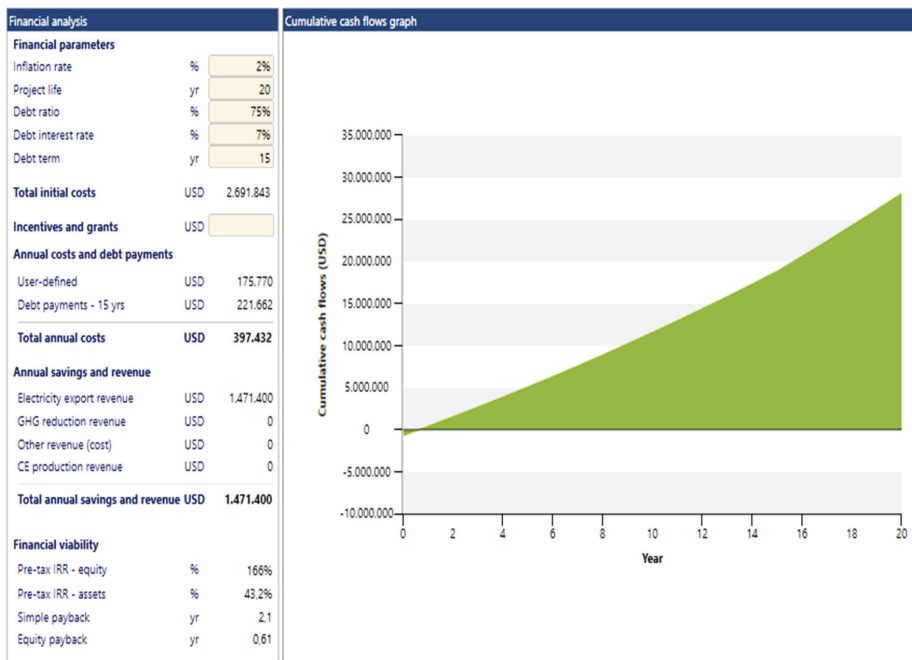 Financial analysis
Financial parameters
Inflation rate % 2%
Project life yr 20
Debt ratio % 75%
Debt interest rate % 7%
Debt term yr 15
Total initial costs USD 2.691.843
Incentives and grants USD
Annual costs and debt payments
User-defined USD 175.770
Debt payments - 15 yrs USD 221.662
Total annual costs USD 397.432
Annual savings and revenue
Electricity export revenue USD 1.471.400
GHG reduction revenue USD 0
Other revenue (cost) USD 0
CE production revenue USD 0
Total annual savings and revenue USD 1.471.400
Financial viability
Pre-tax IRR - equity % 166%
Pre-tax IRR - assets % 43,2%
Simple payback yr 2,1
Equity payback yr 0,61
Cumulative cash flows graph
Cumulative cash flows (USD)
35.000.000
30.000.000
25.000.000
20.000.000
15.000.000
10.000.000
5.000.000
0
-5.000.000
-10.000.000
0 2 4 6 8 10 12 14 16 18 20
Year